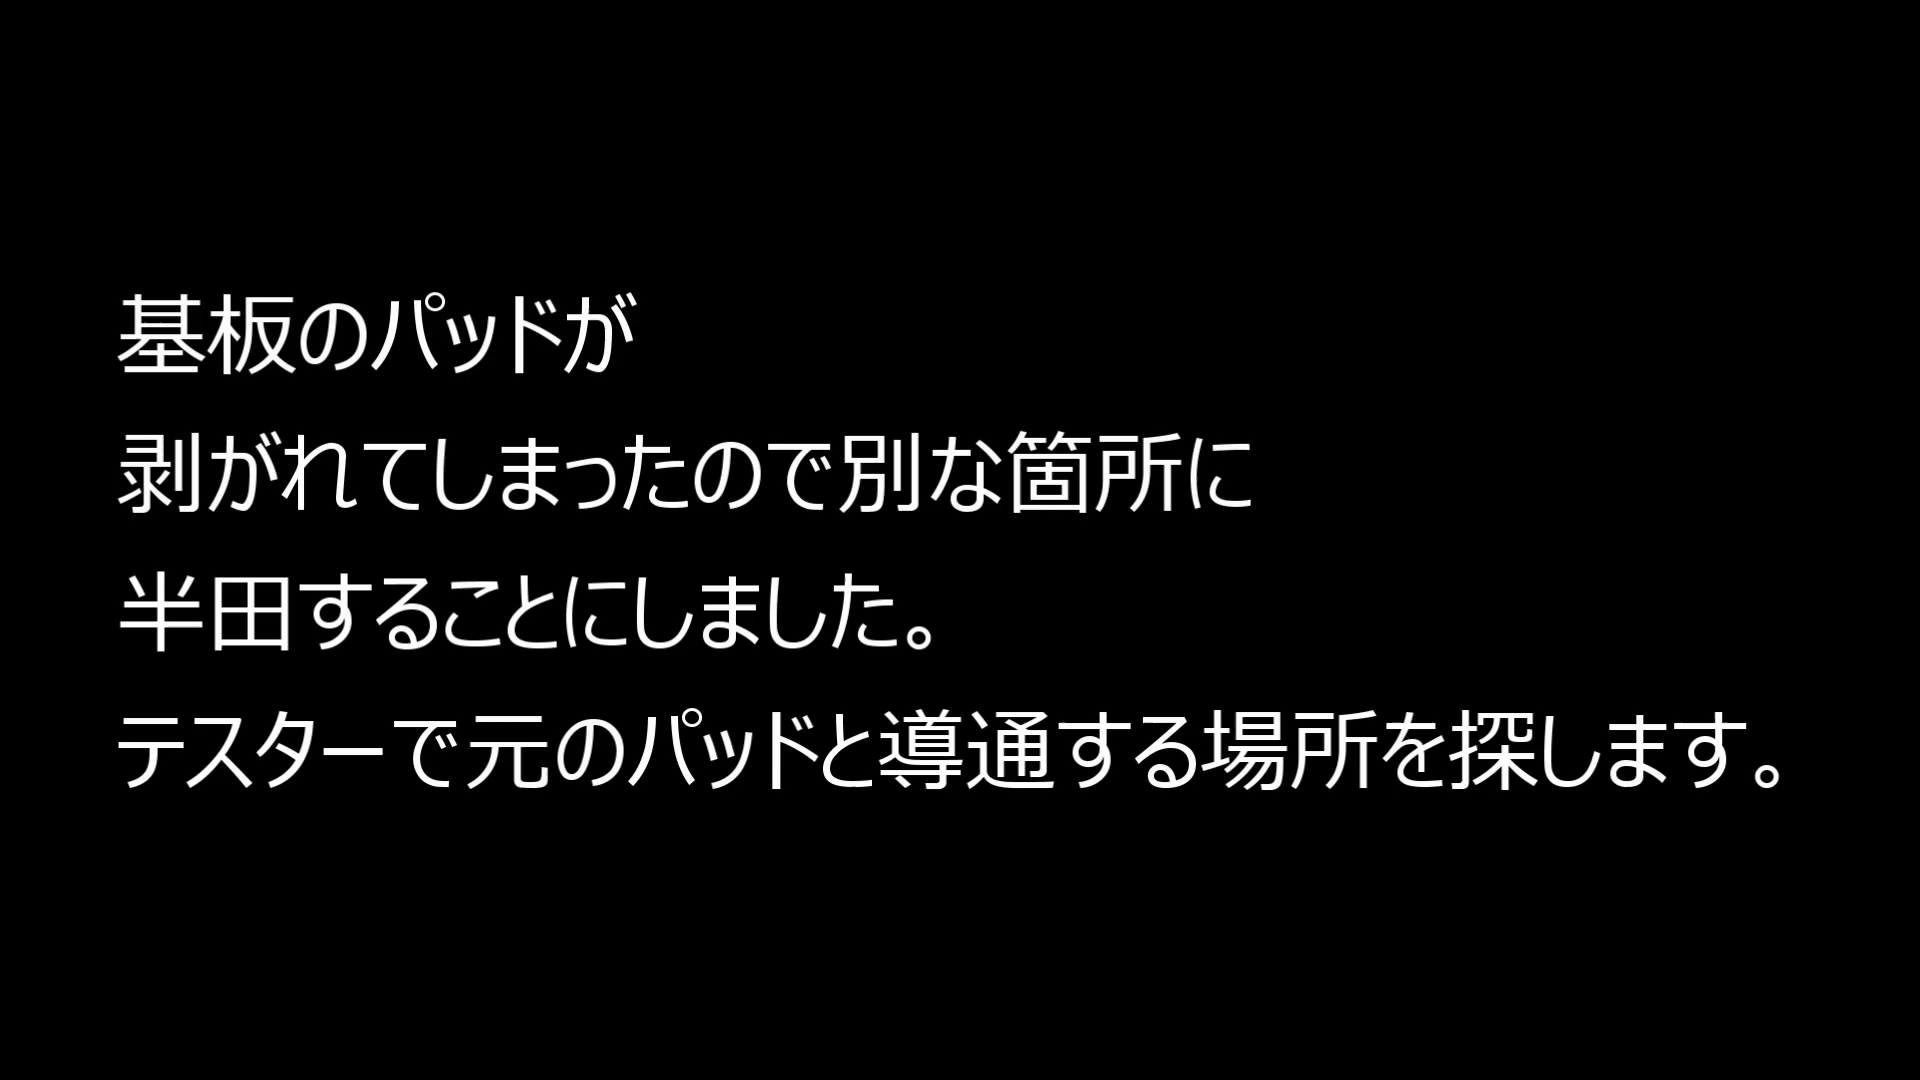 基板のパッドが
剥がれてしまったので別な箇所に
半田することにしました。
テスターで元のパッドと導通する場所を探します。